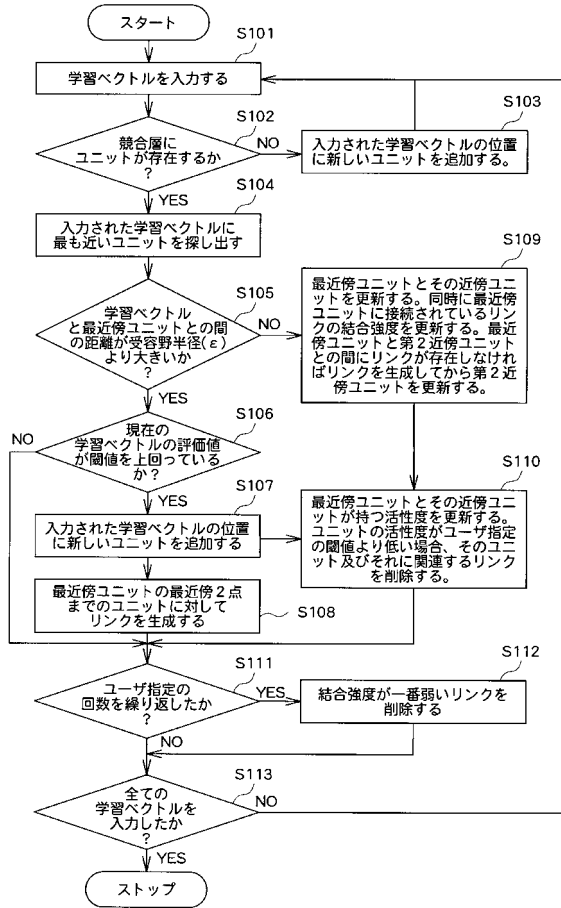 スタート
S101
学習ベクトルを入力する
S102
競合層に
ユニットが存在するか
?
NO
YES
S103
入力された学習ベクトルの位置
に新しいユニットを追加する。
S104
入力された学習ベクトルに
最も近いユニットを探し出す
S105
学習ベクトル
と最近傍ユニットとの間
の距離が受容野半径(ε)
より大きいか?
NO
YES
S109
最近傍ユニットとその近傍ユニ
ットを更新する。同時に最近傍
ユニットに接続されているリン
クの結合強度を更新する。最近
傍ユニットと第2近傍ユニット
との間にリンクが存在しなけれ
ばリンクを生成してから第2近
傍ユニットを更新する。
S106
現在の
学習ベクトルの評価値
が閾値を上回っている
か?
NO
YES
S107
入力された学習ベクトルの位置
に新しいユニットを追加する
S110
最近傍ユニットとその近傍ユニ
ットが持つ活性度を更新する。
ユニットの活性度がユーザ指定
の閾値より低い場合、そのユニ
ット及びそれに関連するリンク
を削除する。
最近傍ユニットの最近傍2点
までのユニットに対して
リンクを生成する
S108
S111
ユーザ指定の
回数を繰り返したか
?
YES
NO
S112
結合強度が一番弱いリンクを
削除する
S113
全ての
学習ベクトルを
入力したか
?
NO
YES
ストップ